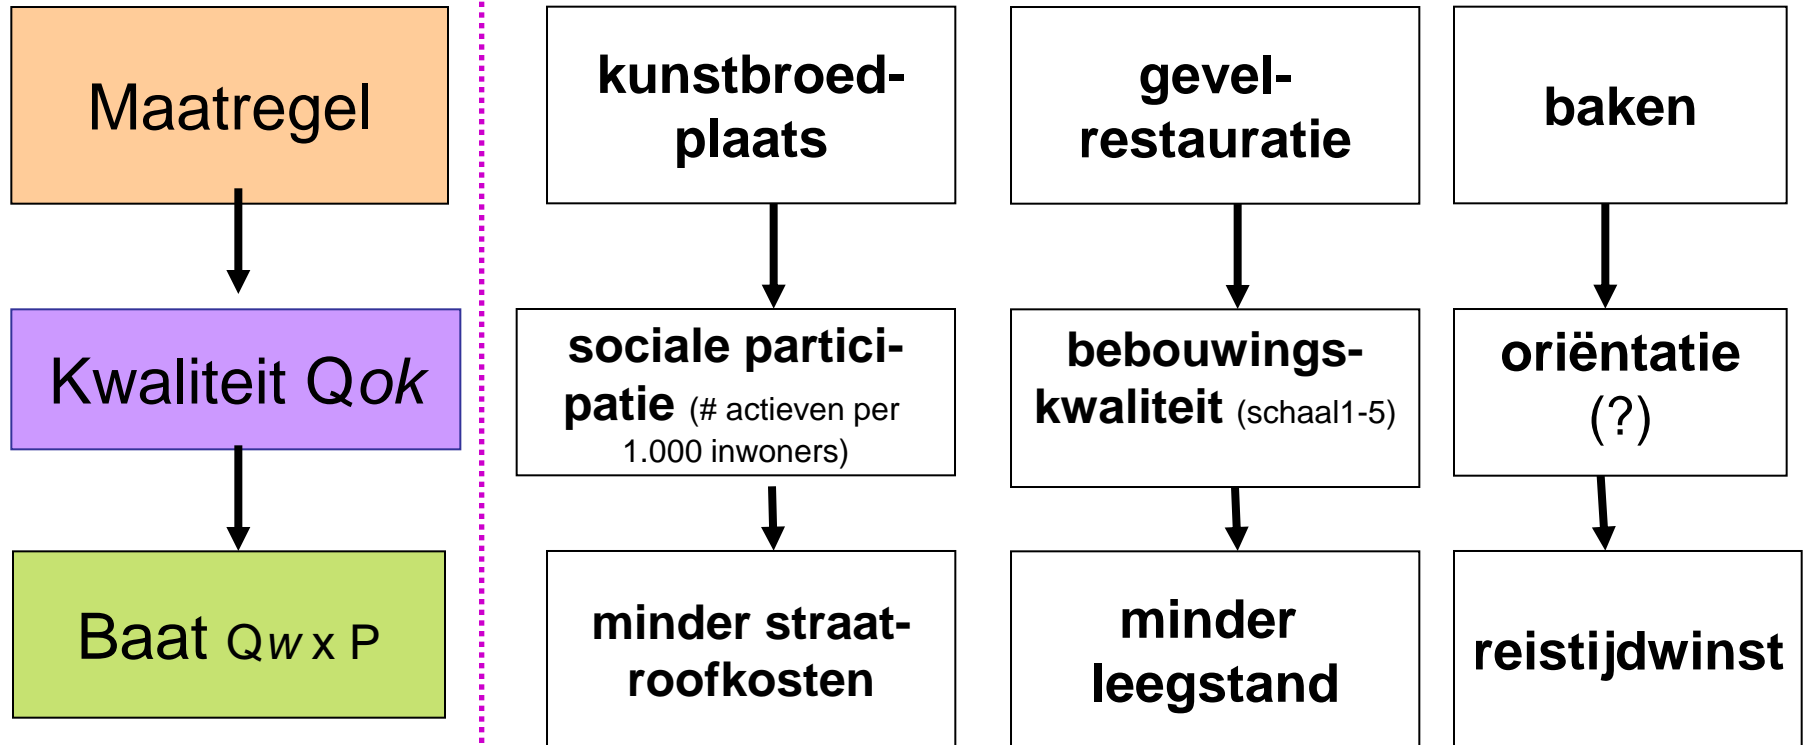 Maatregel
kunstbroed-
plaats
gevel-
restauratie
baken
Kwaliteit Qok
sociale partici-
patie (# actieven per
1.000 inwoners)
bebouwings-
kwaliteit (schaal1-5)
oriëntatie
(?)
Baat Qw x P
minder straat-
roofkosten
minder
leegstand
reistijdwinst